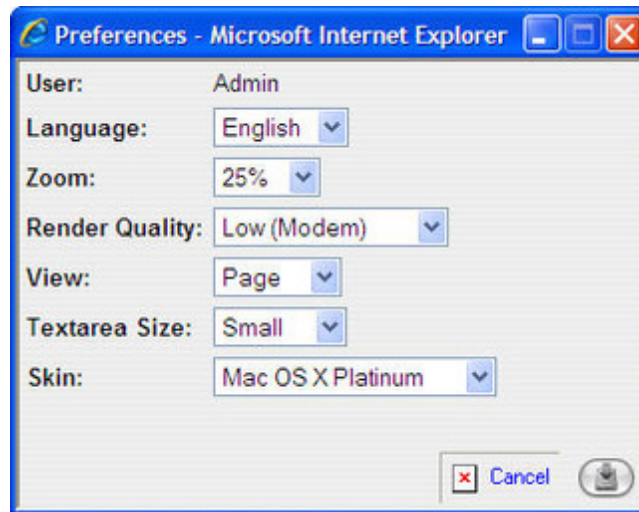 Preferences - Microsoft Internet Explorer
User: Admin
Language: English
Zoom: 25%
Render Quality: Low (Modem)
View: Page
Textarea Size: Small
Skin: Mac OS X Platinum
Cancel